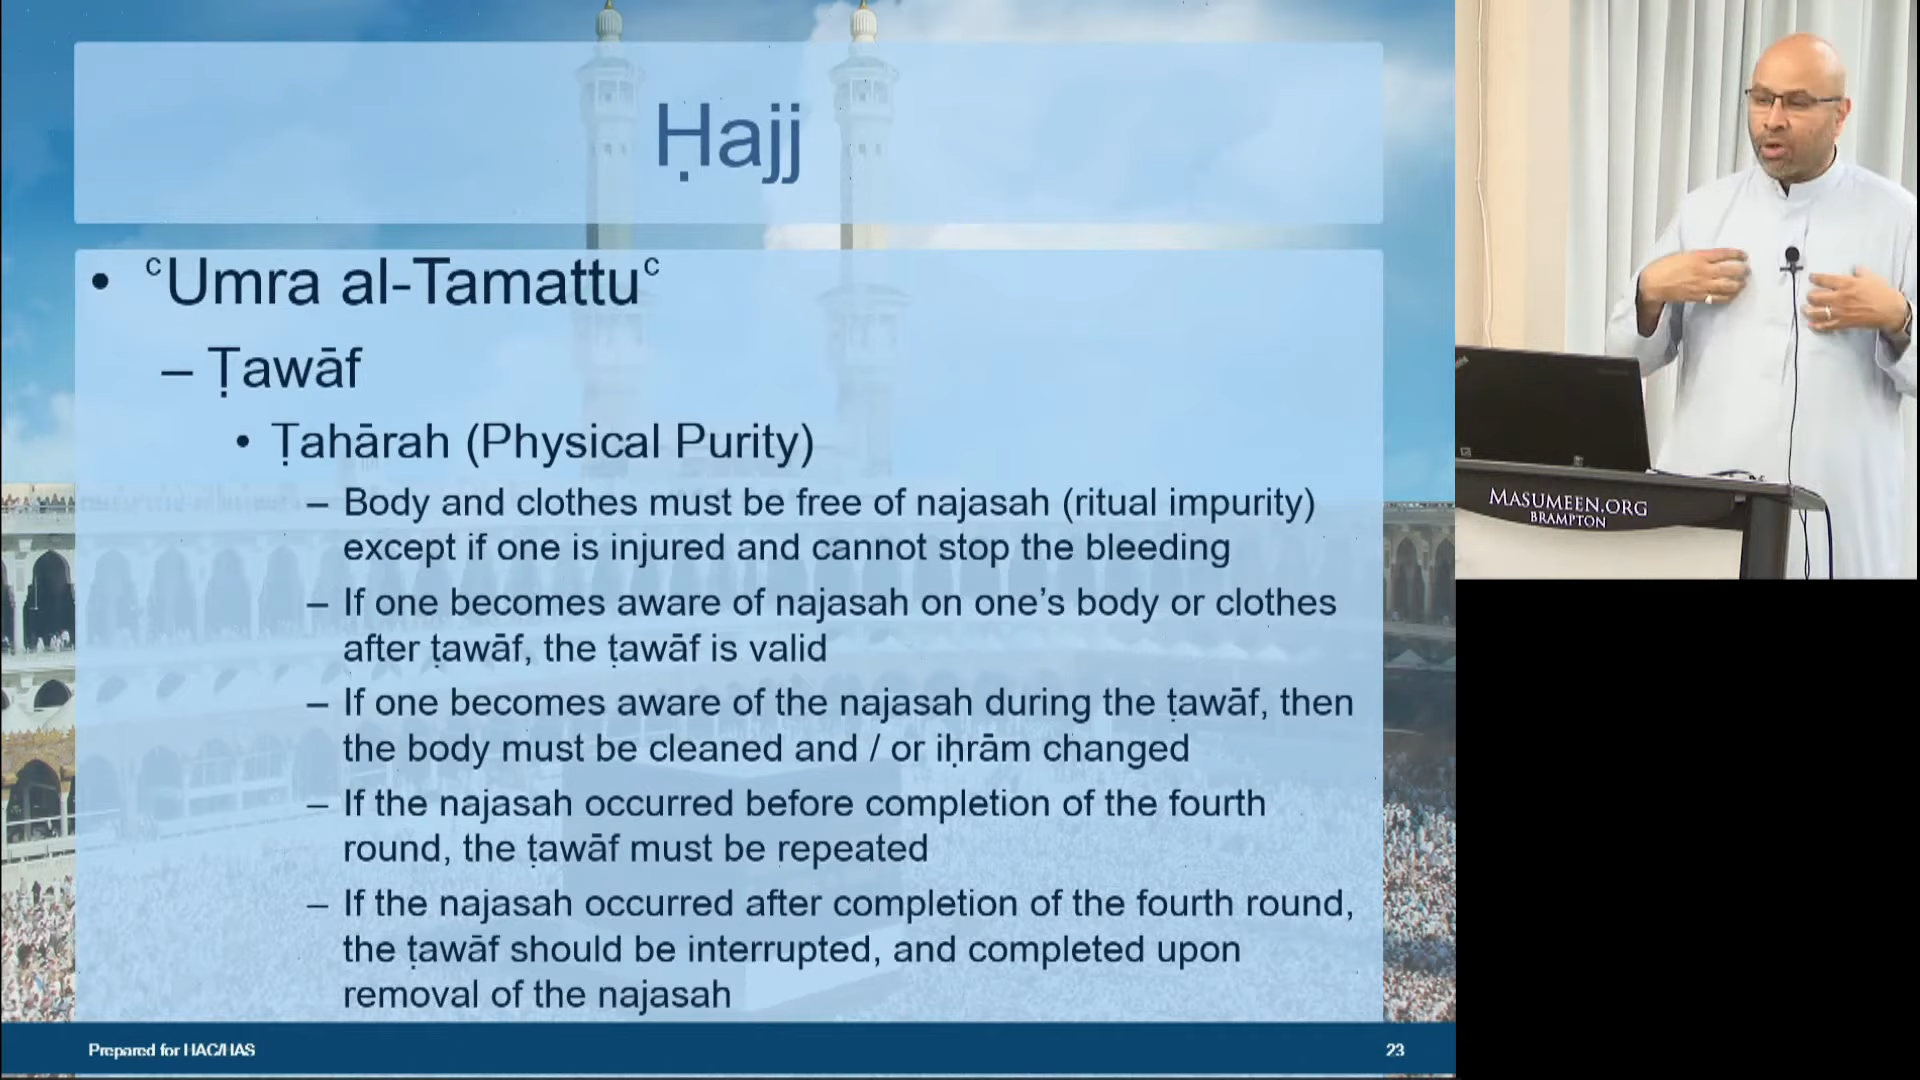 Ḥajj
• ᶜUmra al-Tamattuᶜ
– Ṭawāf
• Ṭahārah (Physical Purity)
– Body and clothes must be free of najasah (ritual impurity)
except if one is injured and cannot stop the bleeding
– If one becomes aware of najasah on one’s body or clothes
after ṭawāf, the ṭawāf is valid
– If one becomes aware of the najasah during the ṭawāf, then
the body must be cleaned and / or iḥrām changed
– If the najasah occurred before completion of the fourth
round, the ṭawāf must be repeated
– If the najasah occurred after completion of the fourth round,
the ṭawāf should be interrupted, and completed upon
removal of the najasah
Prepared for HAC/HAS
23
MASUMEEN.ORG
BRAMPTON